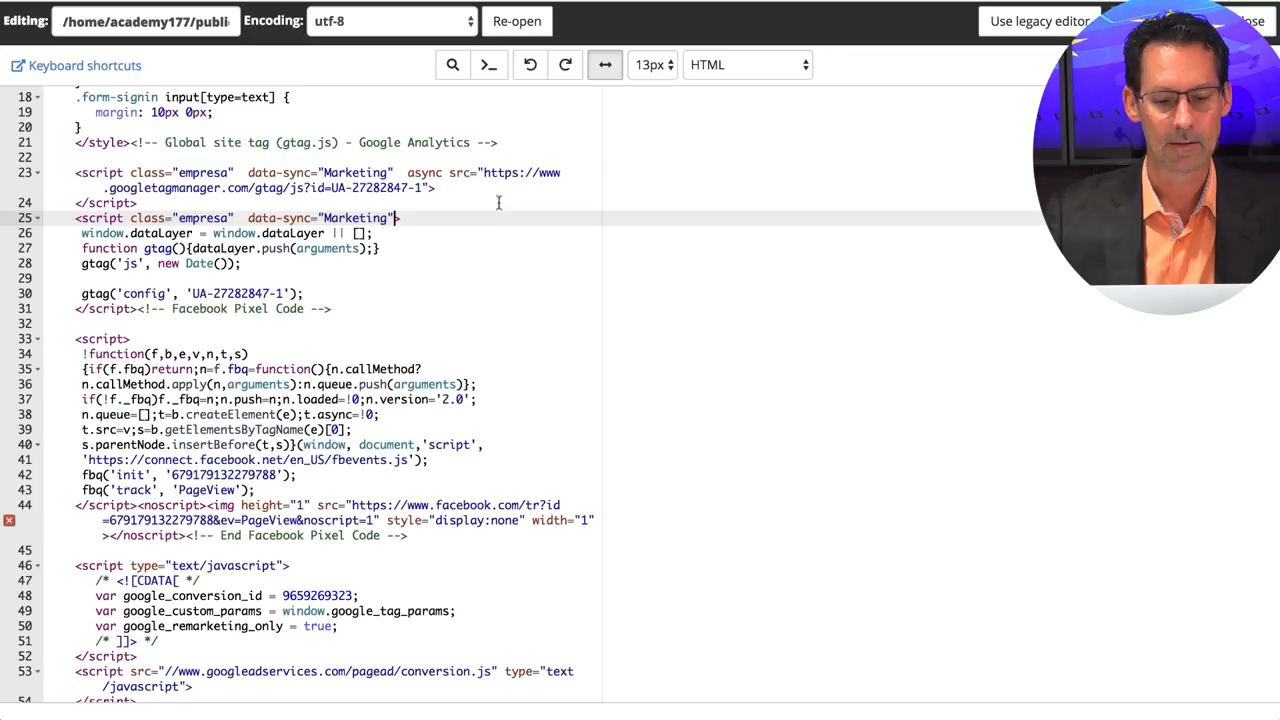 Editing: /home/academy177/publi Encoding: utf-8 Re-open Use legacy editor ose
Keyboard shortcuts 13px HTML
18 .form-signin input[type=text] {
19 margin: 10px 0px;
20 }
21 </style><!-- Global site tag (gtag.js) - Google Analytics -->
22
23 <script class="empresa"  data-sync="Marketing"  async src="https://www
.googletagmanager.com/gtag/js?id=UA-27282847-1">
24 </script>
25 <script class="empresa"  data-sync="Marketing">
26 window.dataLayer = window.dataLayer || [];
27 function gtag(){dataLayer.push(arguments);}
28 gtag('js', new Date());
29
30 gtag('config', 'UA-27282847-1');
31 </script><!-- Facebook Pixel Code -->
32
33 <script>
34 !function(f,b,e,v,n,t,s)
35 {if(f.fbq)return;n=f.fbq=function(){n.callMethod?
36 n.callMethod.apply(n,arguments):n.queue.push(arguments)};
37 if(!f._fbq)f._fbq=n;n.push=n;n.loaded=!0;n.version='2.0';
38 n.queue=[];t=b.createElement(e);t.async=!0;
39 t.src=v;s=b.getElementsByTagName(e)[0];
40 s.parentNode.insertBefore(t,s)}(window, document,'script',
41 'https://connect.facebook.net/en_US/fbevents.js');
42 fbq('init', '679179132279788');
43 fbq('track', 'PageView');
44 </script><noscript><img height="1" src="https://www.facebook.com/tr?id
=679179132279788&ev=PageView&noscript=1" style="display:none" width="1"
></noscript><!-- End Facebook Pixel Code -->
45
46 <script type="text/javascript">
47 /* <![CDATA[ */
48 var google_conversion_id = 9659269323;
49 var google_custom_params = window.google_tag_params;
50 var google_remarketing_only = true;
51 /* ]]> */
52 </script>
53 <script src="//www.googleadservices.com/pagead/conversion.js" type="text
/javascript">
54 </script>